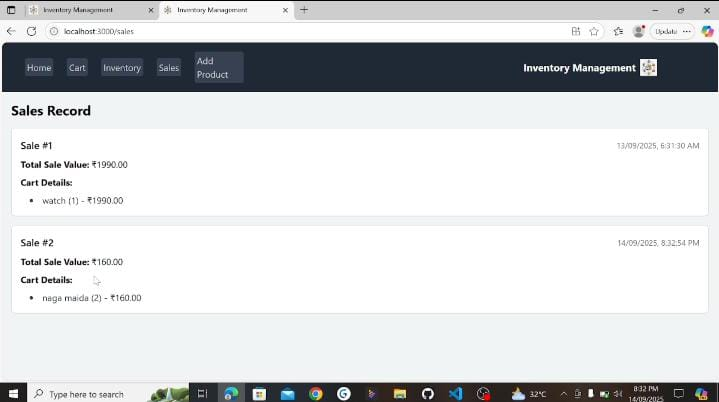 Inventory Management
Inventory Management
localhost:3000/sales
Update
Home
Cart
Inventory
Sales
Add
Product
Inventory Management
Sales Record
Sale #1
13/09/2025, 6:31:30 AM
Total Sale Value: ₹1990.00
Cart Details:
watch (1) - ₹1990.00
Sale #2
14/09/2025, 8:32:54 PM
Total Sale Value: ₹160.00
Cart Details:
naga maida (2) - ₹160.00
Type here to search
32°C
8:32 PM
14/09/2025